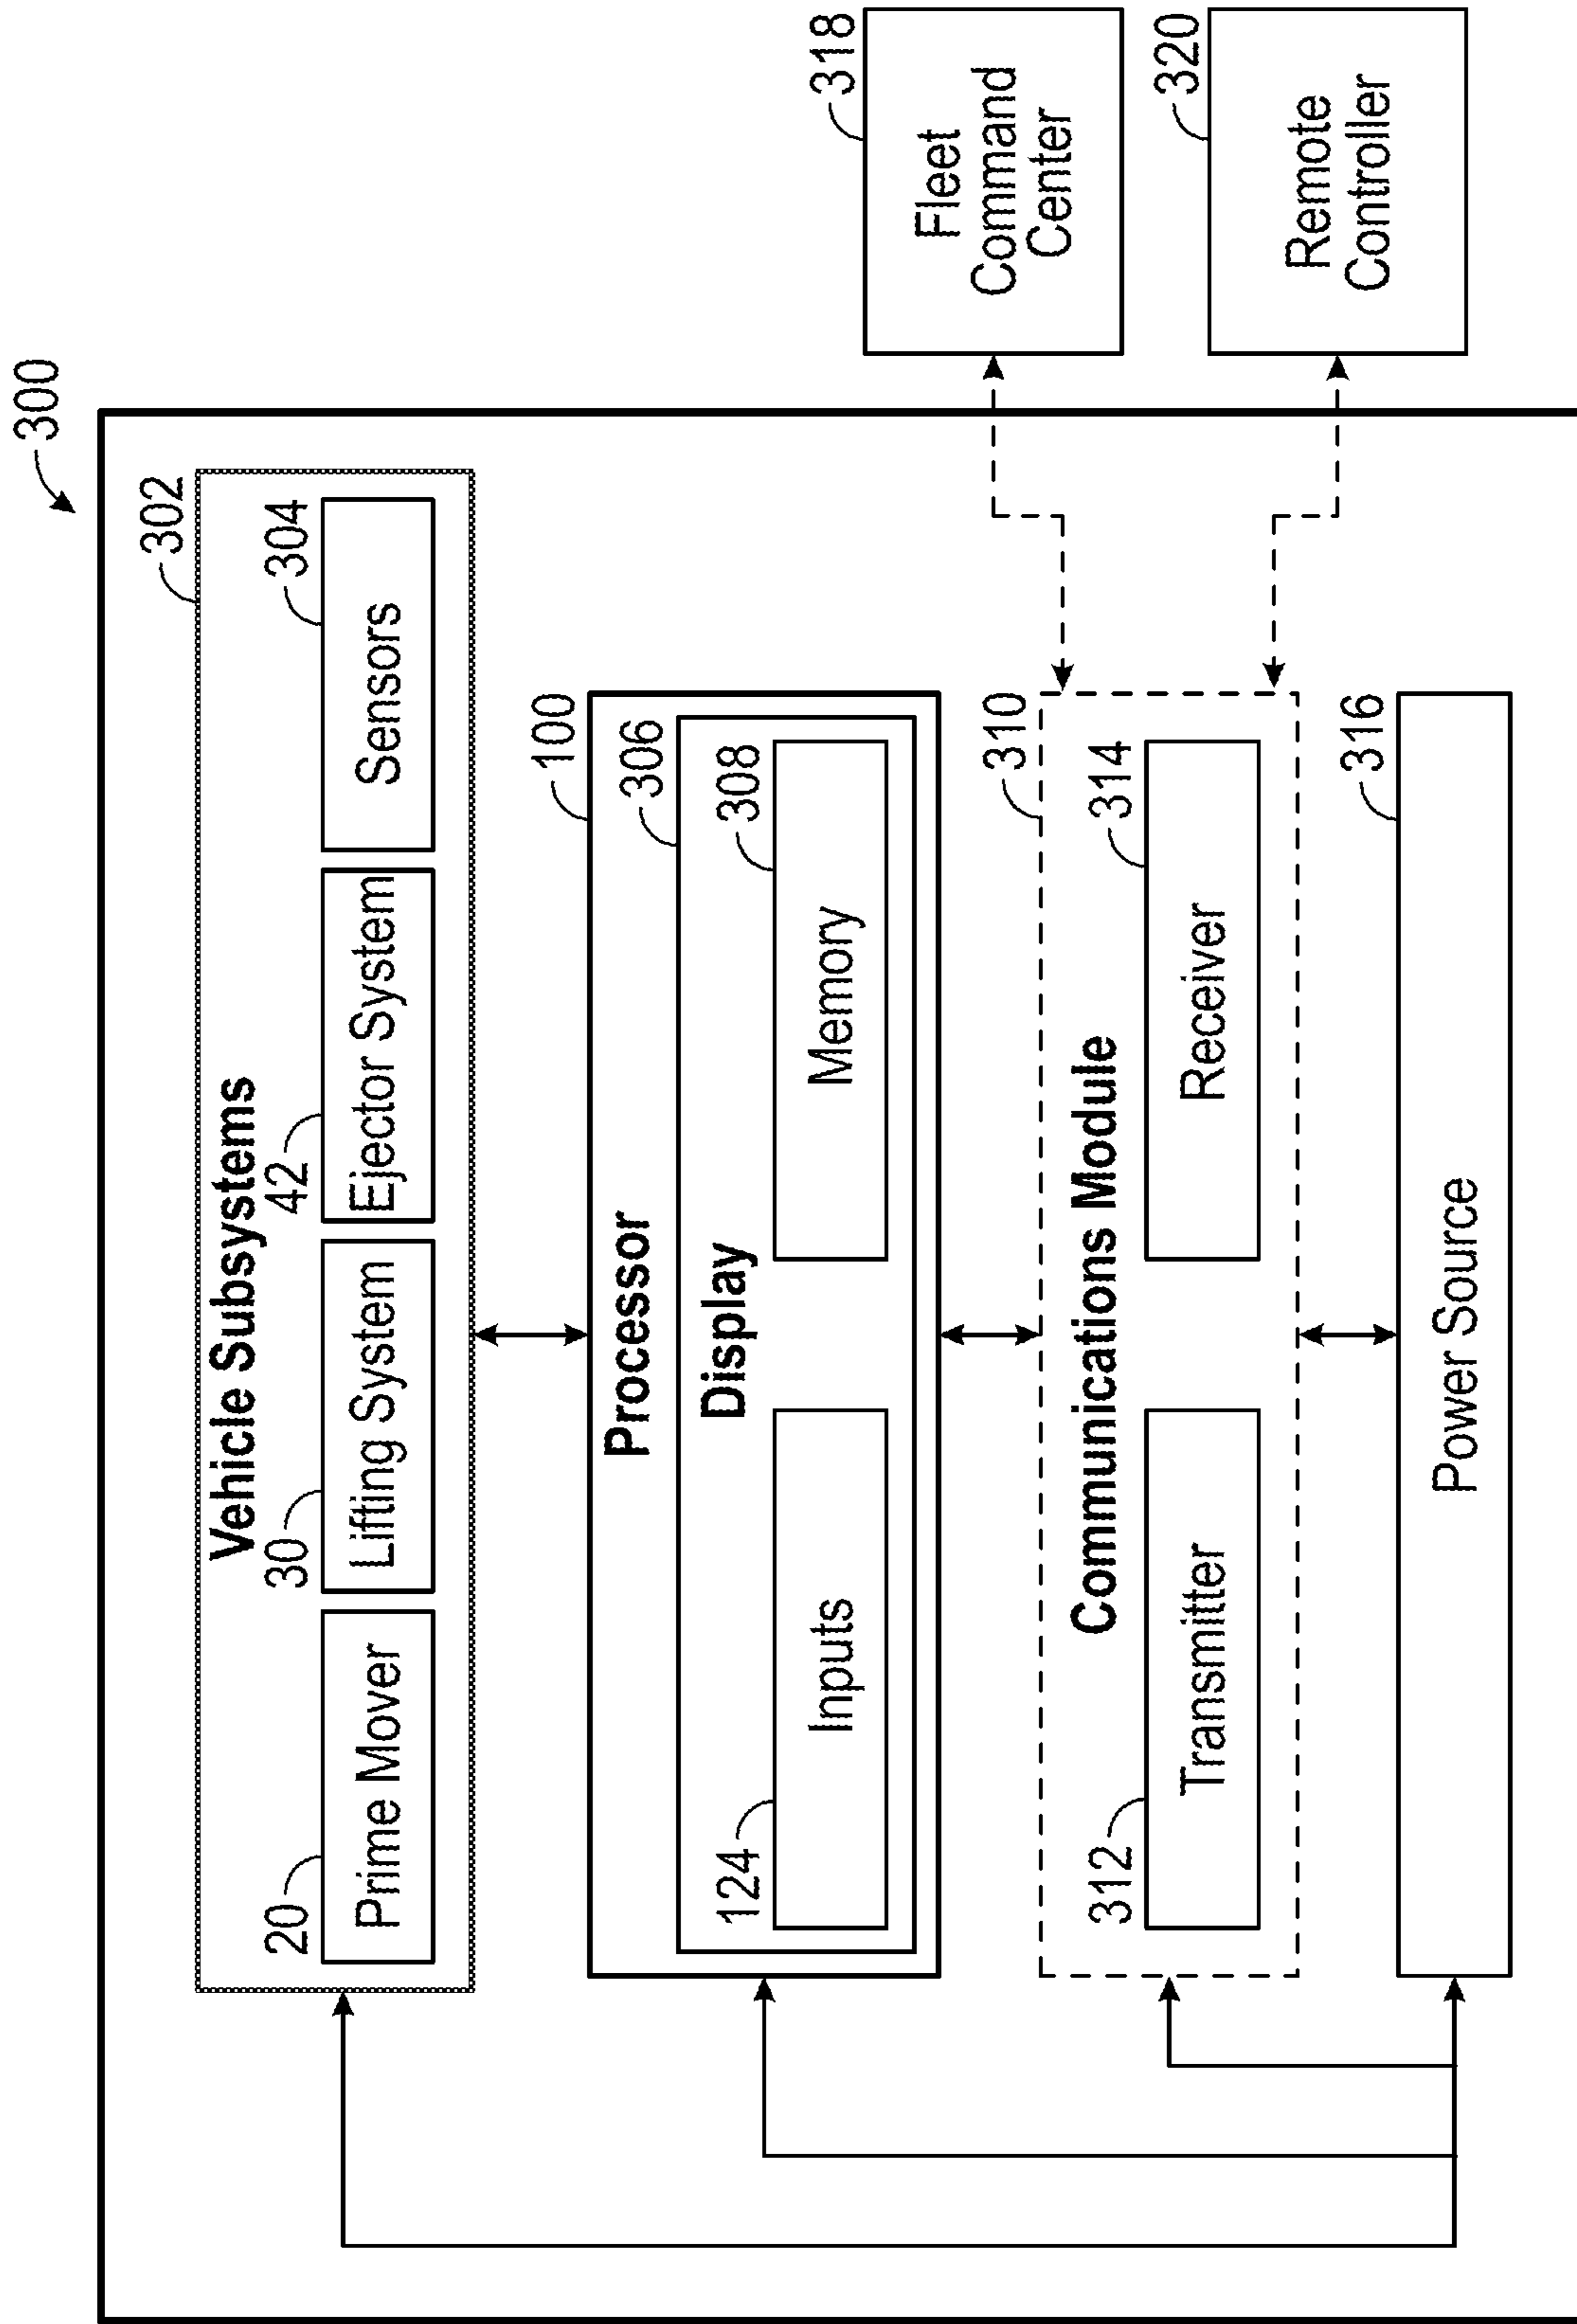 300
302
Vehicle Subsystems
20
30
42
304
Prime Mover
Lifting System
Ejector System
Sensors
100
Processor
306
Display
124
308
Inputs
Memory
310
Communications Module
312
314
Transmitter
Receiver
316
Power Source
318
Fleet
Command
Center
320
Remote
Controller